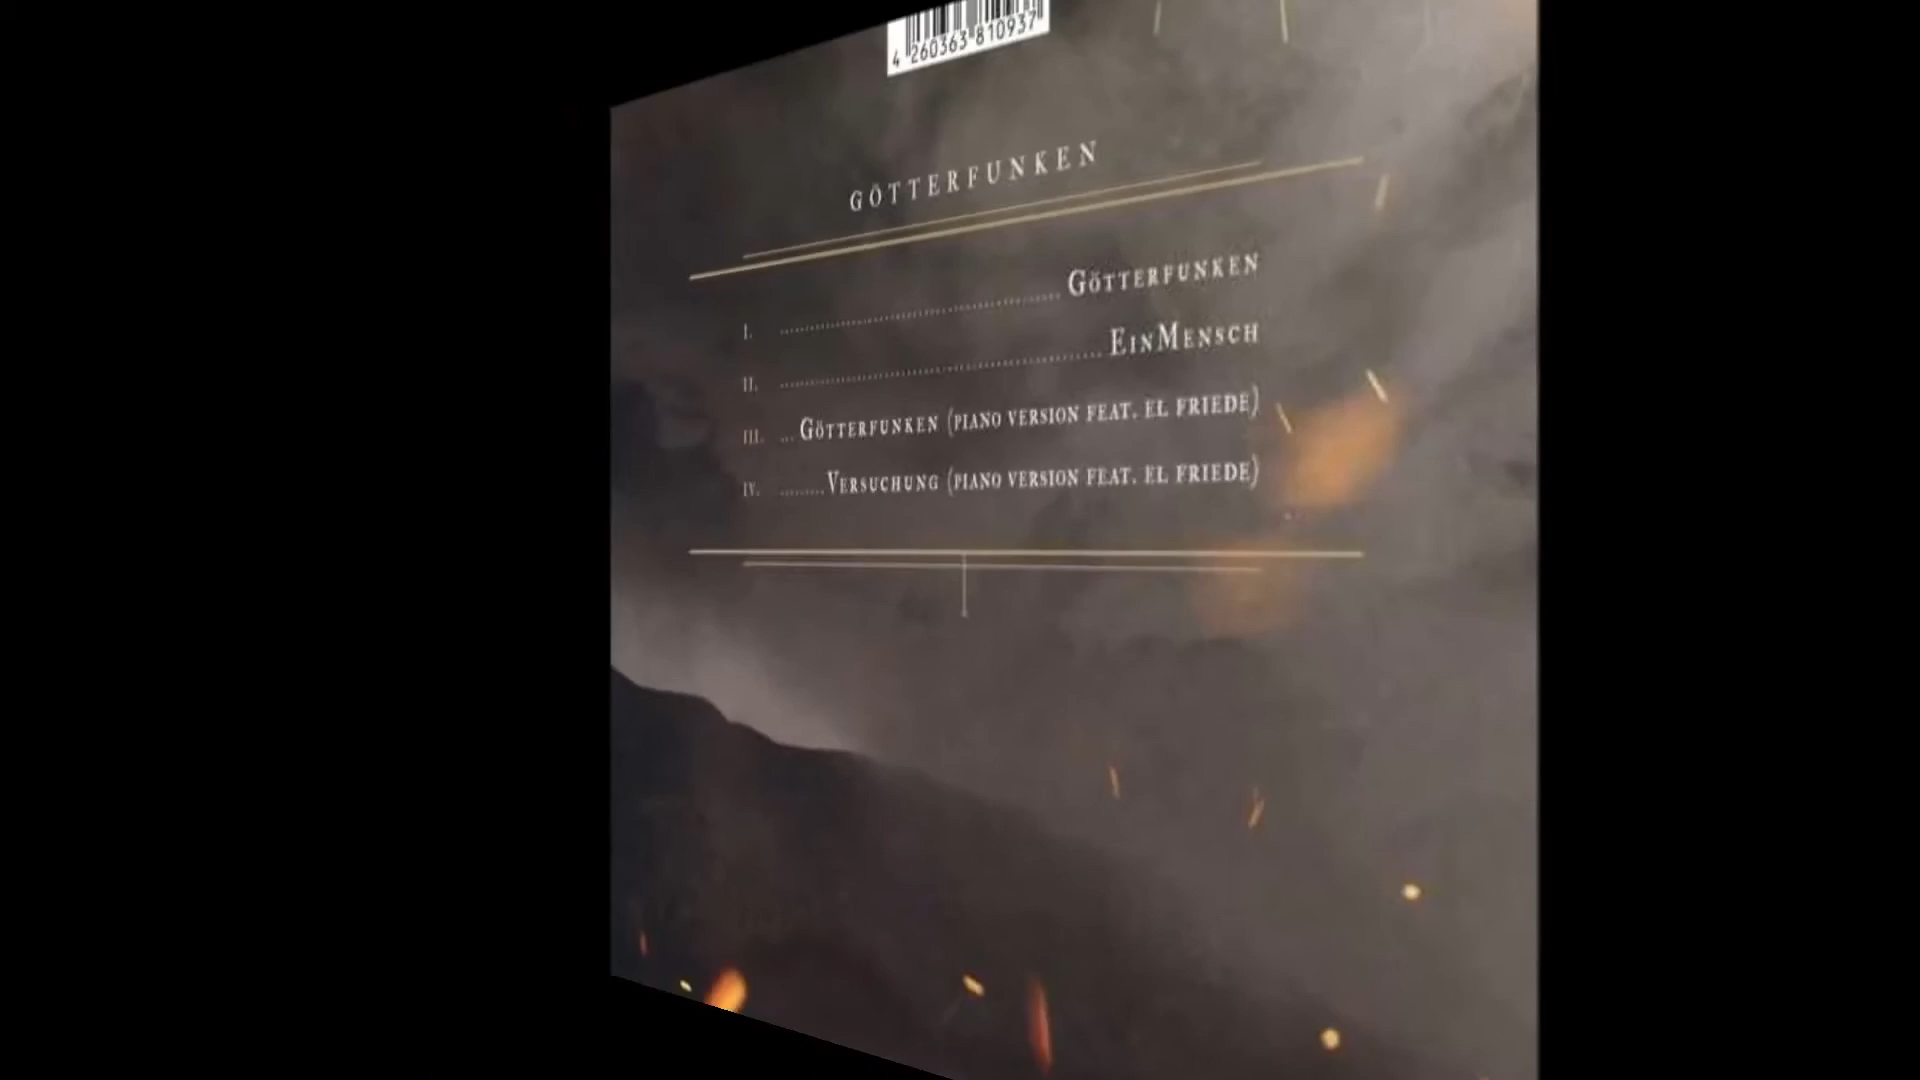 4 260363 810937
GÖTTERFUNKEN
I. GÖTTERFUNKEN
II. EINMENSCH
III. GÖTTERFUNKEN (PIANO VERSION FEAT. EL FRIEDE)
IV. VERSUCHUNG (PIANO VERSION FEAT. EL FRIEDE)